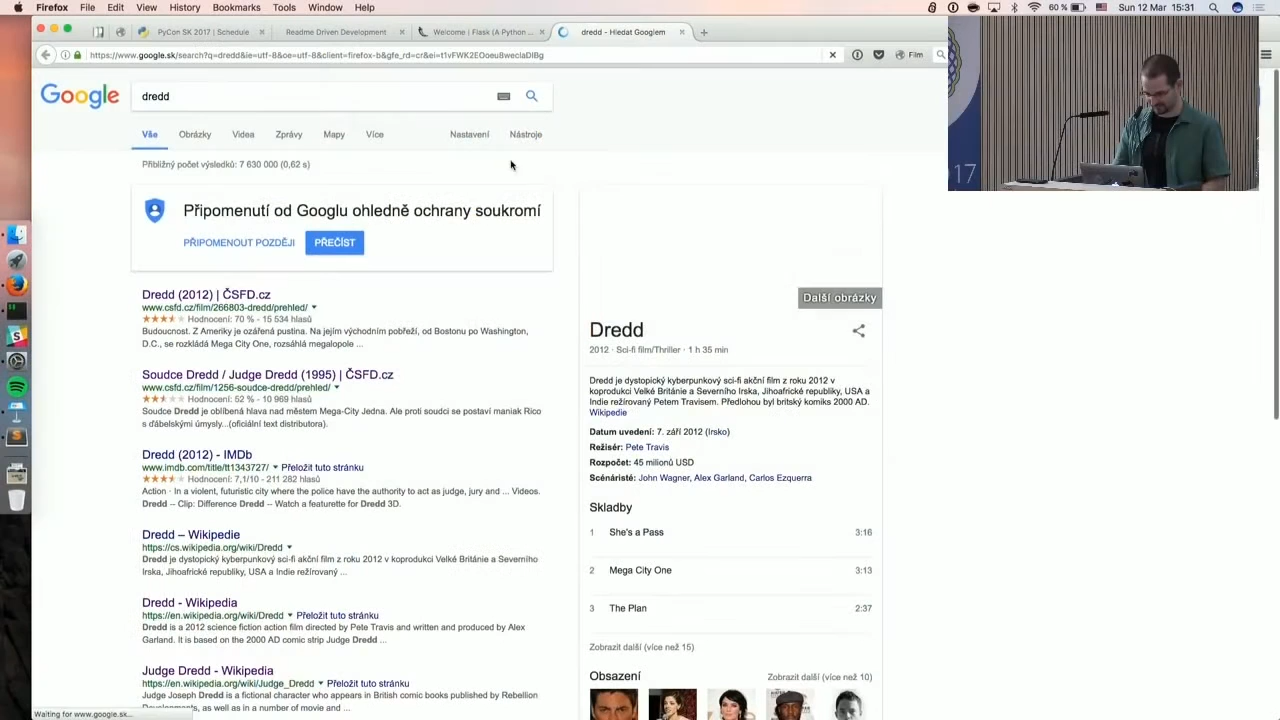 Firefox File Edit View History Bookmarks Tools Window Help
60 % Sun 12 Mar 15:31
PyCon SK 2017 | Schedule
Readme Driven Development
Welcome | Flask (A Python ...
dredd - Hledat Googlem
https://www.google.sk/search?q=dredd&ie=utf-8&oe=utf-8&client=firefox-b&gfe_rd=cr&ei=t1vFWK2EOoeu8weclaDIBg
Film
Google
dredd
Vše Obrázky Videa Zprávy Mapy Více Nastavení Nástroje
Přibližný počet výsledků: 7 630 000 (0,62 s)
Připomenutí od Googlu ohledně ochrany soukromí
PŘIPOMENOUT POZDĚJI PŘEČÍST
Dredd (2012) | ČSFD.cz
www.csfd.cz/film/266803-dredd/prehled/
Hodnocení: 70 % - 15 534 hlasů
Budoucnost. Z Ameriky je ozářená pustina. Na jejím východním pobřeží, od Bostonu po Washington,
D.C., se rozkládá Mega City One, rozsáhlá megalopole ...
Soudce Dredd / Judge Dredd (1995) | ČSFD.cz
www.csfd.cz/film/1256-soudce-dredd/prehled/
Hodnocení: 52 % - 10 969 hlasů
Soudce Dredd je oblíbená hlava nad městem Mega-City Jedna. Ale proti soudci se postaví maniak Rico
s ďábelskými úmysly...(oficiální text distributora).
Dredd (2012) - IMDb
www.imdb.com/title/tt1343727/ Přeložit tuto stránku
Hodnocení: 7,1/10 - 211 282 hlasů
Action · In a violent, futuristic city where the police have the authority to act as judge, jury and ... Videos.
Dredd -- Clip: Difference Dredd -- Watch a featurette for Dredd 3D.
Dredd – Wikipedie
https://cs.wikipedia.org/wiki/Dredd
Dredd je dystopický kyberpunkový sci-fi akční film z roku 2012 v koprodukci Velké Británie a Severního
Irska, Jihoafrické republiky, USA a Indie režírovaný ...
Dredd - Wikipedia
https://en.wikipedia.org/wiki/Dredd Přeložit tuto stránku
Dredd is a 2012 science fiction action film directed by Pete Travis and written and produced by Alex
Garland. It is based on the 2000 AD comic strip Judge Dredd ...
Judge Dredd - Wikipedia
https://en.wikipedia.org/wiki/Judge_Dredd Přeložit tuto stránku
Judge Joseph Dredd is a fictional character who appears in British comic books published by Rebellion
Developments, as well as in a number of movie and ...
Waiting for www.google.sk...
Další obrázky
Dredd
2012 · Sci-fi film/Thriller · 1 h 35 min
Dredd je dystopický kyberpunkový sci-fi akční film z roku 2012 v
koprodukci Velké Británie a Severního Irska, Jihoafrické republiky, USA a
Indie režírovaný Petem Travisem. Předlohou byl britský komiks 2000 AD.
Wikipedie
Datum uvedení: 7. září 2012 (Irsko)
Režisér: Pete Travis
Rozpočet: 45 milionů USD
Scénáristé: John Wagner, Alex Garland, Carlos Ezquerra
Skladby
1 She's a Pass 3:16
2 Mega City One 3:13
3 The Plan 2:37
Zobrazit další (více než 15)
Obsazení Zobrazit další (více než 10)
17